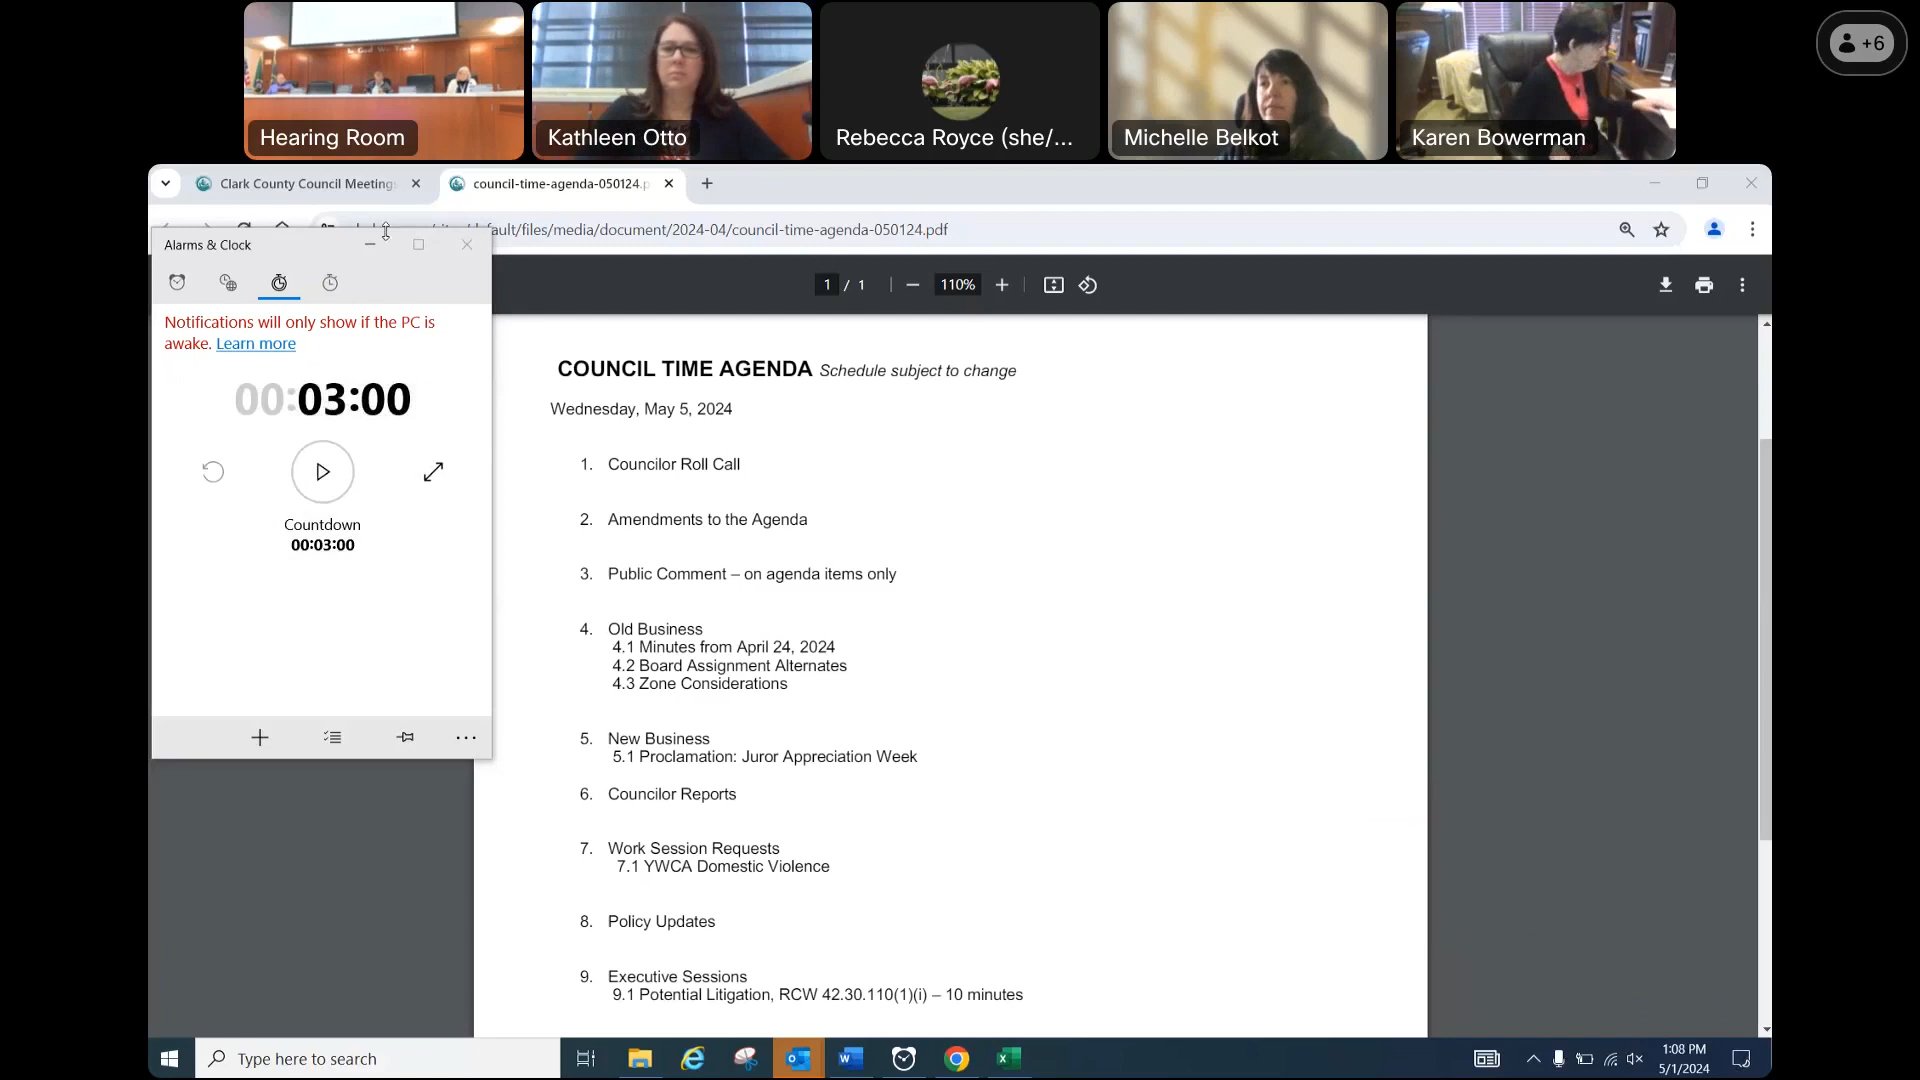 In God We Trust
Hearing Room
Kathleen Otto
Rebecca Royce (she/...
Michelle Belkot
Karen Bowerman
+6
Clark County Council Meeting
council-time-agenda-050124.p
ault/files/media/document/2024-04/council-time-agenda-050124.pdf
Alarms & Clock
Notifications will only show if the PC is
awake. Learn more
00:03:00
Countdown
00:03:00
1 / 1
110%
COUNCIL TIME AGENDA Schedule subject to change
Wednesday, May 5, 2024
1. Councilor Roll Call
2. Amendments to the Agenda
3. Public Comment – on agenda items only
4. Old Business
4.1 Minutes from April 24, 2024
4.2 Board Assignment Alternates
4.3 Zone Considerations
5. New Business
5.1 Proclamation: Juror Appreciation Week
6. Councilor Reports
7. Work Session Requests
7.1 YWCA Domestic Violence
8. Policy Updates
9. Executive Sessions
9.1 Potential Litigation, RCW 42.30.110(1)(i) – 10 minutes
Type here to search
1:08 PM
5/1/2024